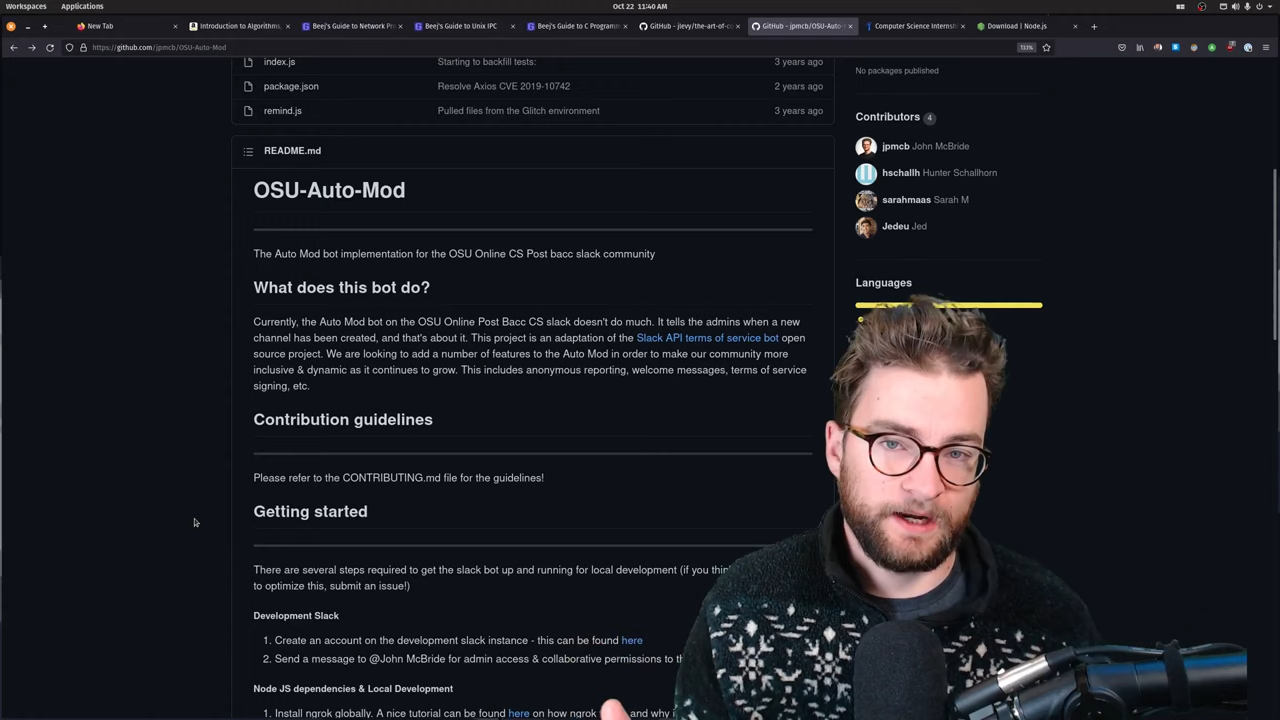 Workspaces Applications Oct 22 11:40 AM
New Tab Introduction to Algorithms, Beej's Guide to Network Pro Beej's Guide to Unix IPC Beej's Guide to C Programm GitHub - jlevy/the-art-of-co GitHub - jpmcb/OSU-Auto- Computer Science Internsh Download | Node.js
https://github.com/jpmcb/OSU-Auto-Mod 133%
index.js Starting to backfill tests: 3 years ago
package.json Resolve Axios CVE 2019-10742 2 years ago
remind.js Pulled files from the Glitch environment 3 years ago
README.md
OSU-Auto-Mod
The Auto Mod bot implementation for the OSU Online CS Post bacc slack community
What does this bot do?
Currently, the Auto Mod bot on the OSU Online Post Bacc CS slack doesn't do much. It tells the admins when a new
channel has been created, and that's about it. This project is an adaptation of the Slack API terms of service bot open
source project. We are looking to add a number of features to the Auto Mod in order to make our community more
inclusive & dynamic as it continues to grow. This includes anonymous reporting, welcome messages, terms of service
signing, etc.
Contribution guidelines
Please refer to the CONTRIBUTING.md file for the guidelines!
Getting started
There are several steps required to get the slack bot up and running for local development (if you thin
to optimize this, submit an issue!)
Development Slack
1. Create an account on the development slack instance - this can be found here
2. Send a message to @John McBride for admin access & collaborative permissions to th
Node JS dependencies & Local Development
1. Install ngrok globally. A nice tutorial can be found here on how ngrok and why i
No packages published
Contributors 4
jpmcb John McBride
hschallh Hunter Schallhorn
sarahmaas Sarah M
Jedeu Jed
Languages